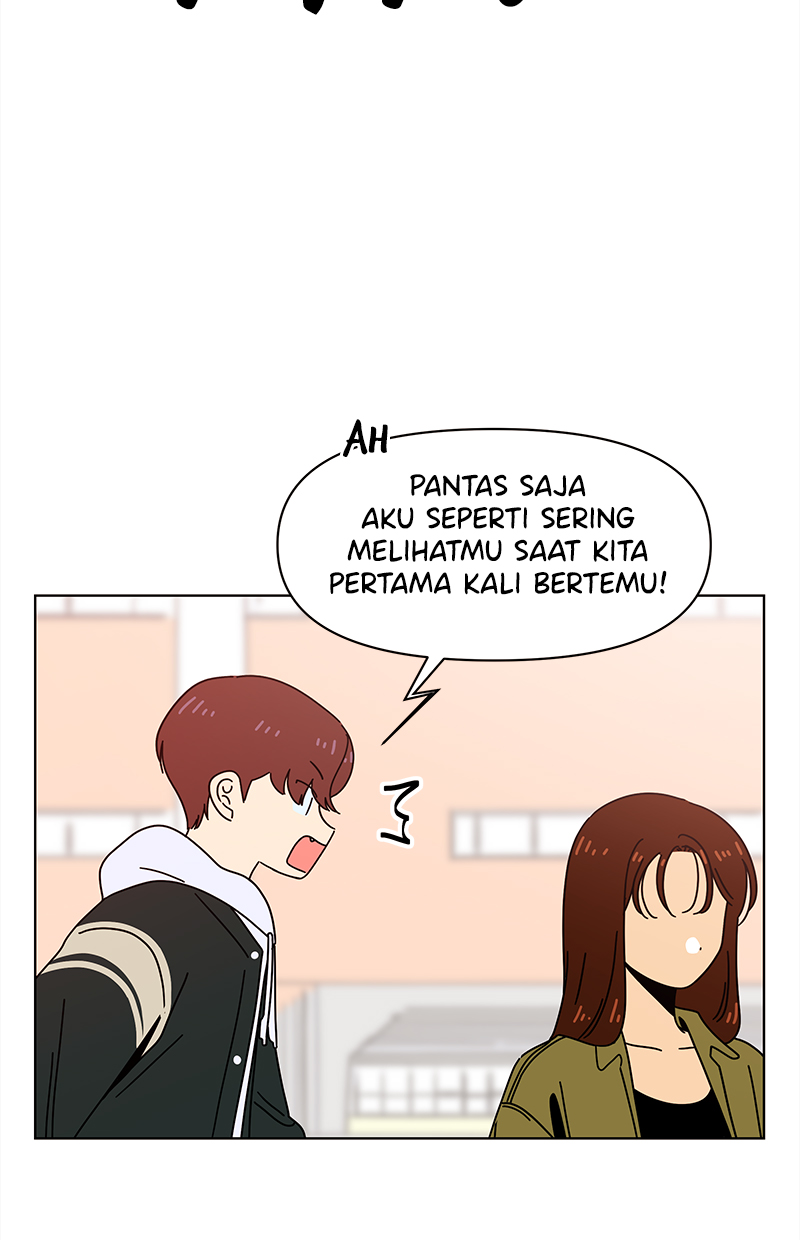 AH
PANTAS SAJA
AKU SEPERTI SERING
MELIHATMU SAAT KITA
PERTAMA KALI BERTEMU!